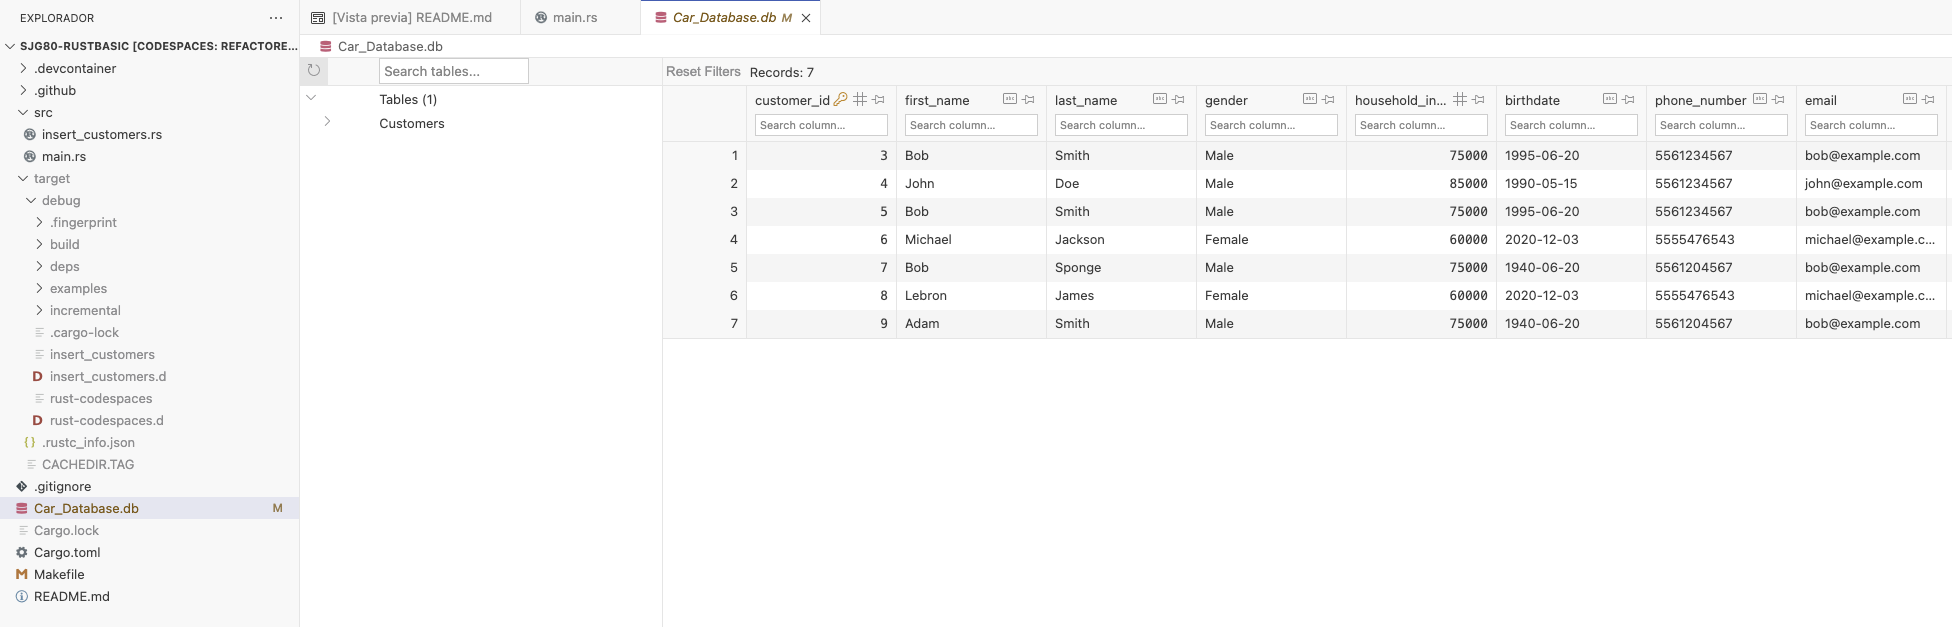 EXPLORADOR
SJG80-RUSTBASIC [CODESPACES: REFACTORE...
.devcontainer
.github
src
insert_customers.rs
main.rs
target
debug
.fingerprint
build
deps
examples
incremental
.cargo-lock
insert_customers
D insert_customers.d
rust-codespaces
D rust-codespaces.d
{} .rustc_info.json
CACHEDIR.TAG
.gitignore
Car_Database.db M
Cargo.lock
Cargo.toml
Makefile
README.md
[Vista previa] README.md main.rs Car_Database.db M
Car_Database.db
Search tables...
Tables (1)
Customers
Reset Filters Records: 7
customer_id first_name last_name gender household_in... birthdate phone_number email
Search column... Search column... Search column... Search column... Search column... Search column... Search column... Search column...
1 3 Bob Smith Male 75000 1995-06-20 5561234567 bob@example.com
2 4 John Doe Male 85000 1990-05-15 5561234567 john@example.com
3 5 Bob Smith Male 75000 1995-06-20 5561234567 bob@example.com
4 6 Michael Jackson Female 60000 2020-12-03 5555476543 michael@example.c...
5 7 Bob Sponge Male 75000 1940-06-20 5561204567 bob@example.com
6 8 Lebron James Female 60000 2020-12-03 5555476543 michael@example.c...
7 9 Adam Smith Male 75000 1940-06-20 5561204567 bob@example.com